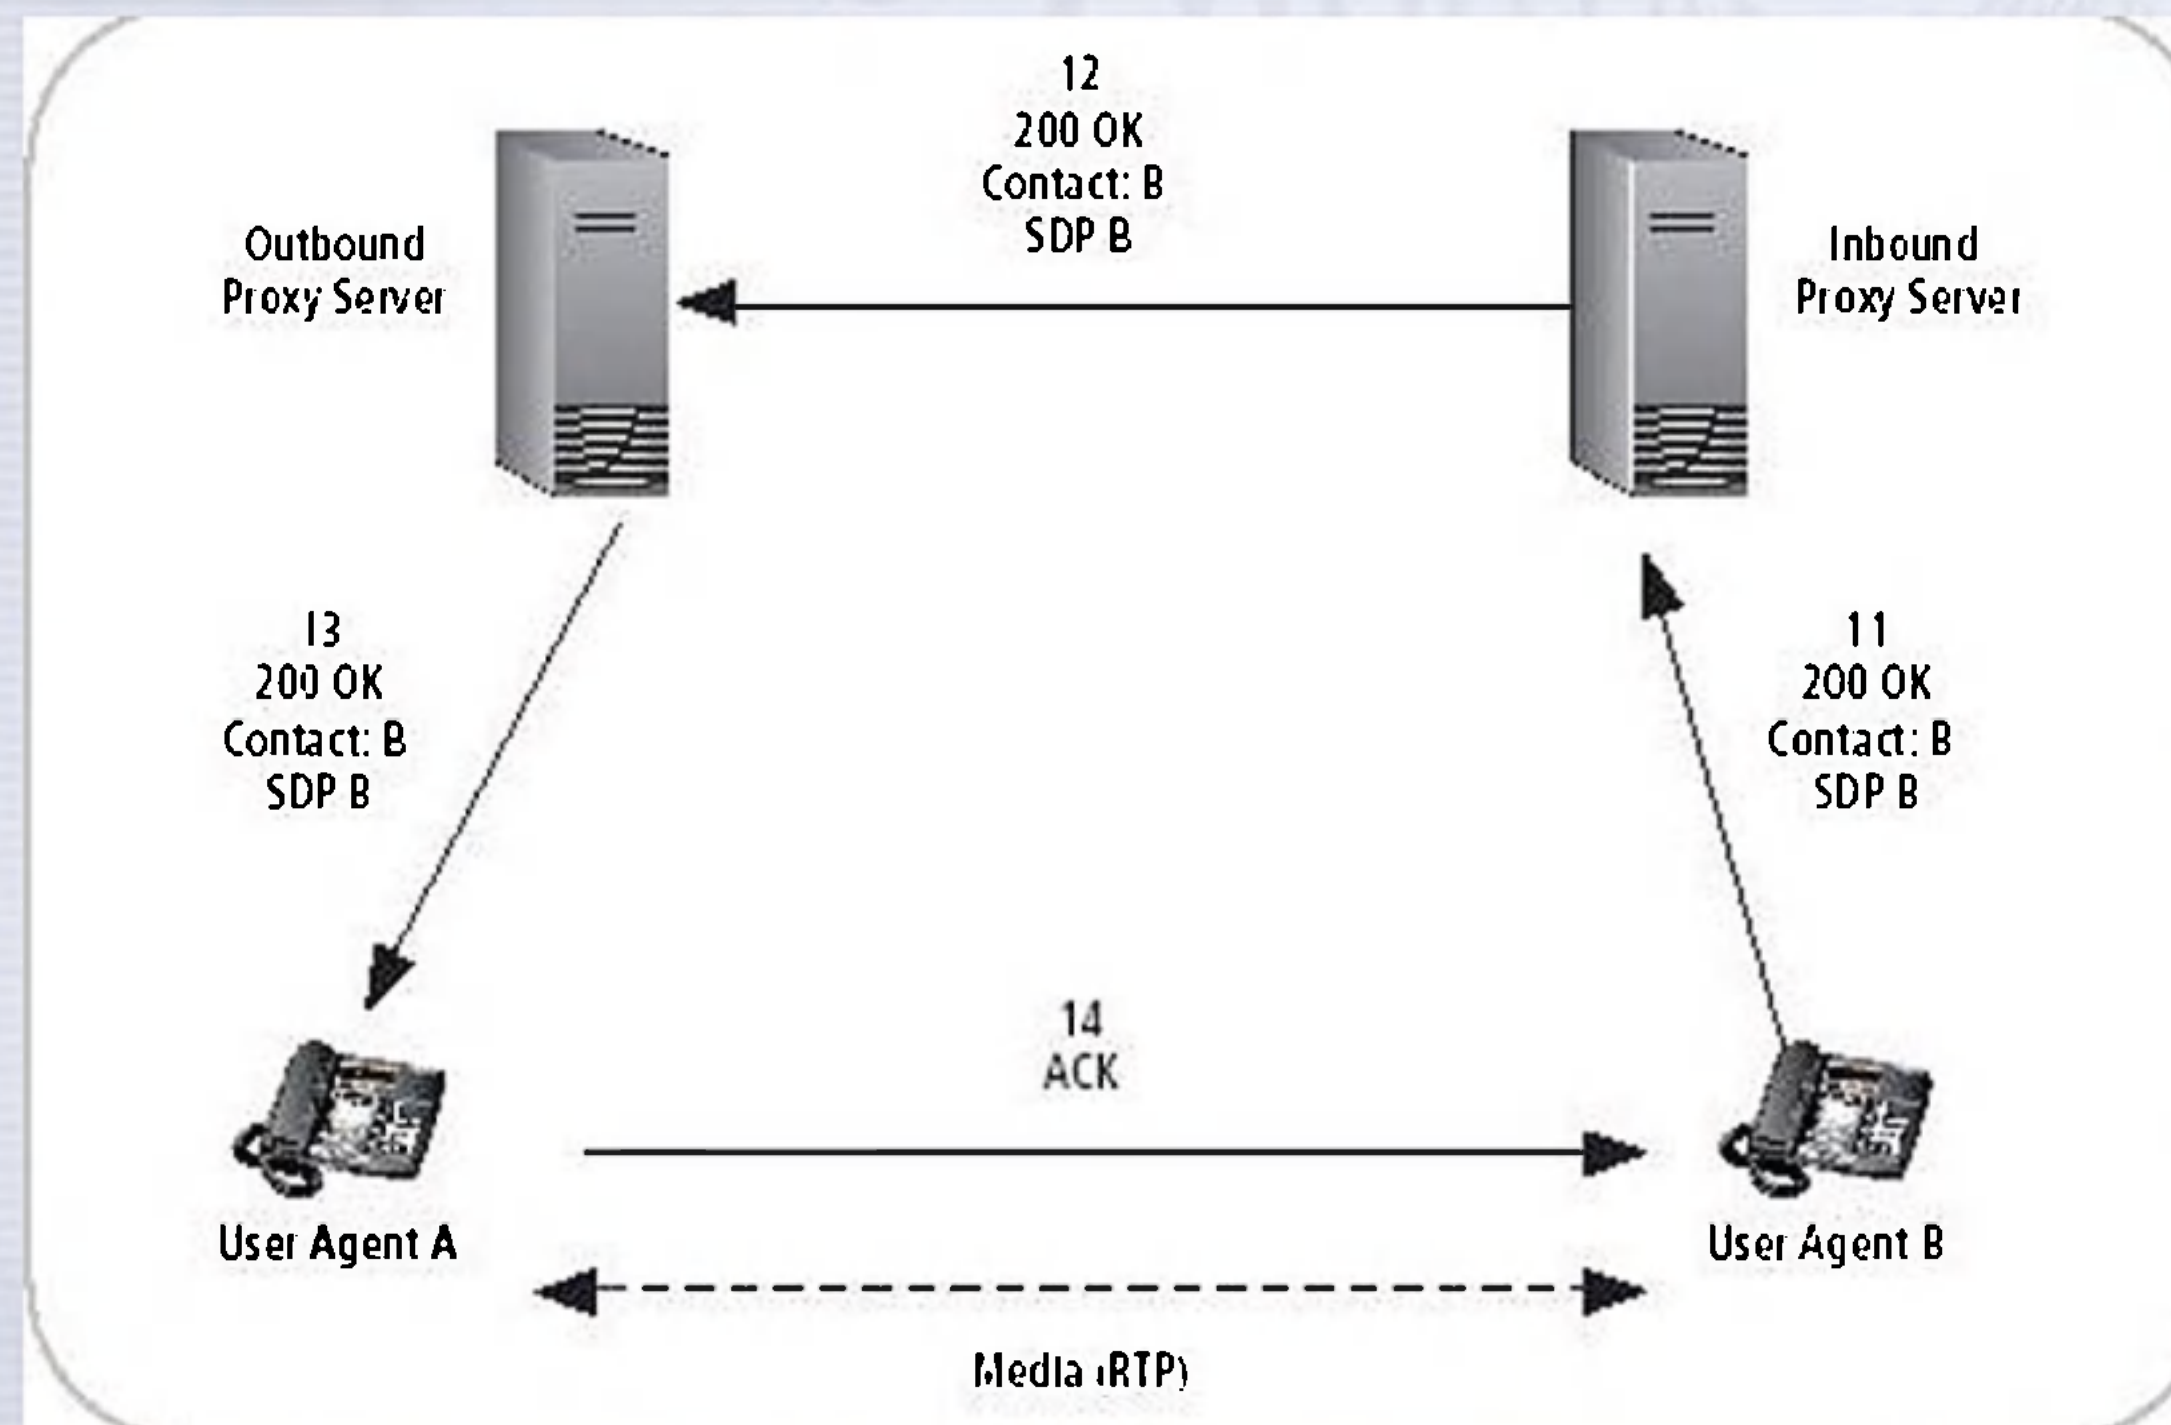 12
200 OK
Contact: B
SDP B
Outbound
Proxy Server
Inbound
Proxy Server
13
200 OK
Contact: B
SDP B
11
200 OK
Contact: B
SDP B
14
ACK
User Agent A
User Agent B
Media (RTP)